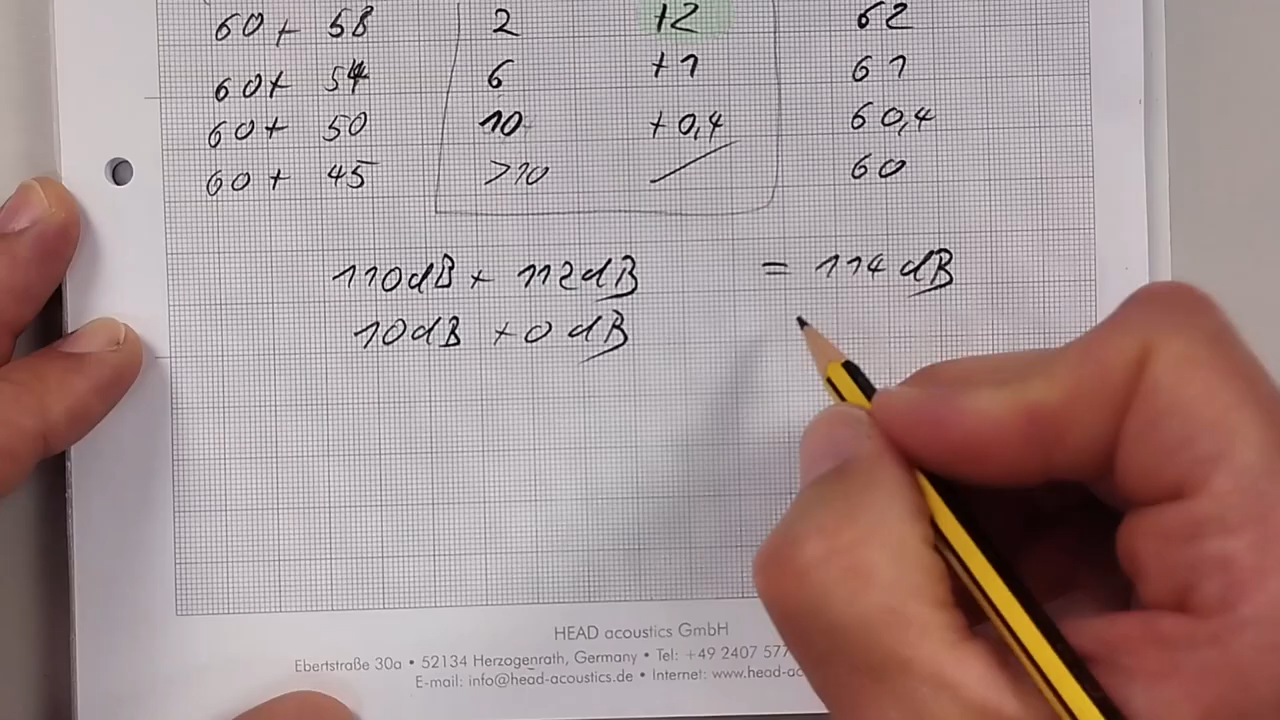 60 + 58 2 +2 62
60 + 54 6 +1 61
60 + 50 10 +0,4 60,4
60 + 45 >10 60
110dB + 112dB = 114 dB
10dB + 0 dB
HEAD acoustics GmbH
Ebertstraße 30a • 52134 Herzogenrath, Germany • Tel: +49 2407 577
E-mail: info@head-acoustics.de • Internet: www.head-ac